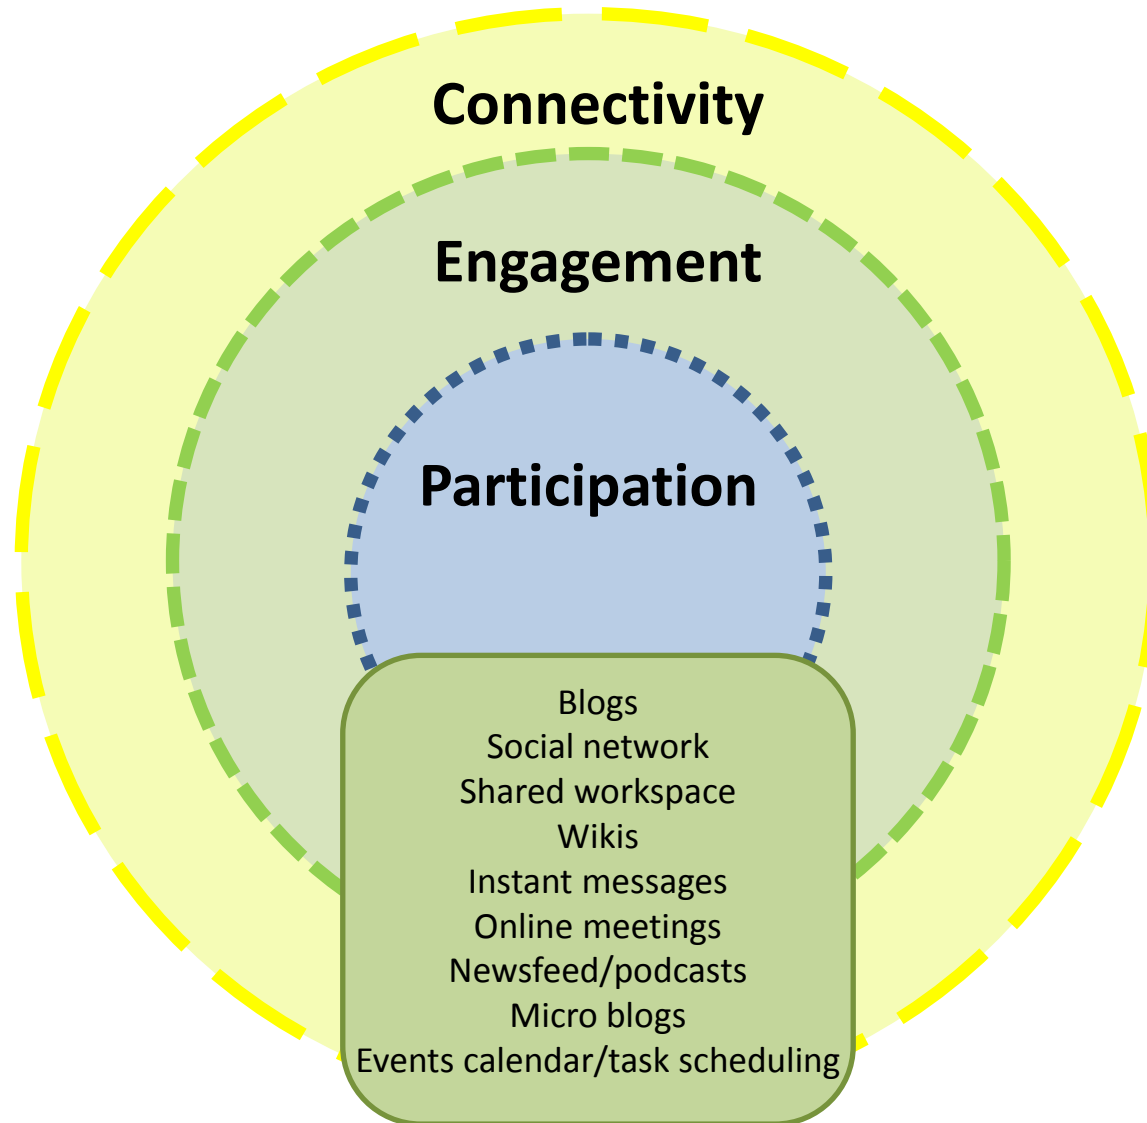 Connectivity
Engagement
Participation
Blogs
Social network
Shared workspace
Wikis
Instant messages
Online meetings
Newsfeed/podcasts
Micro blogs
Events calendar/task scheduling